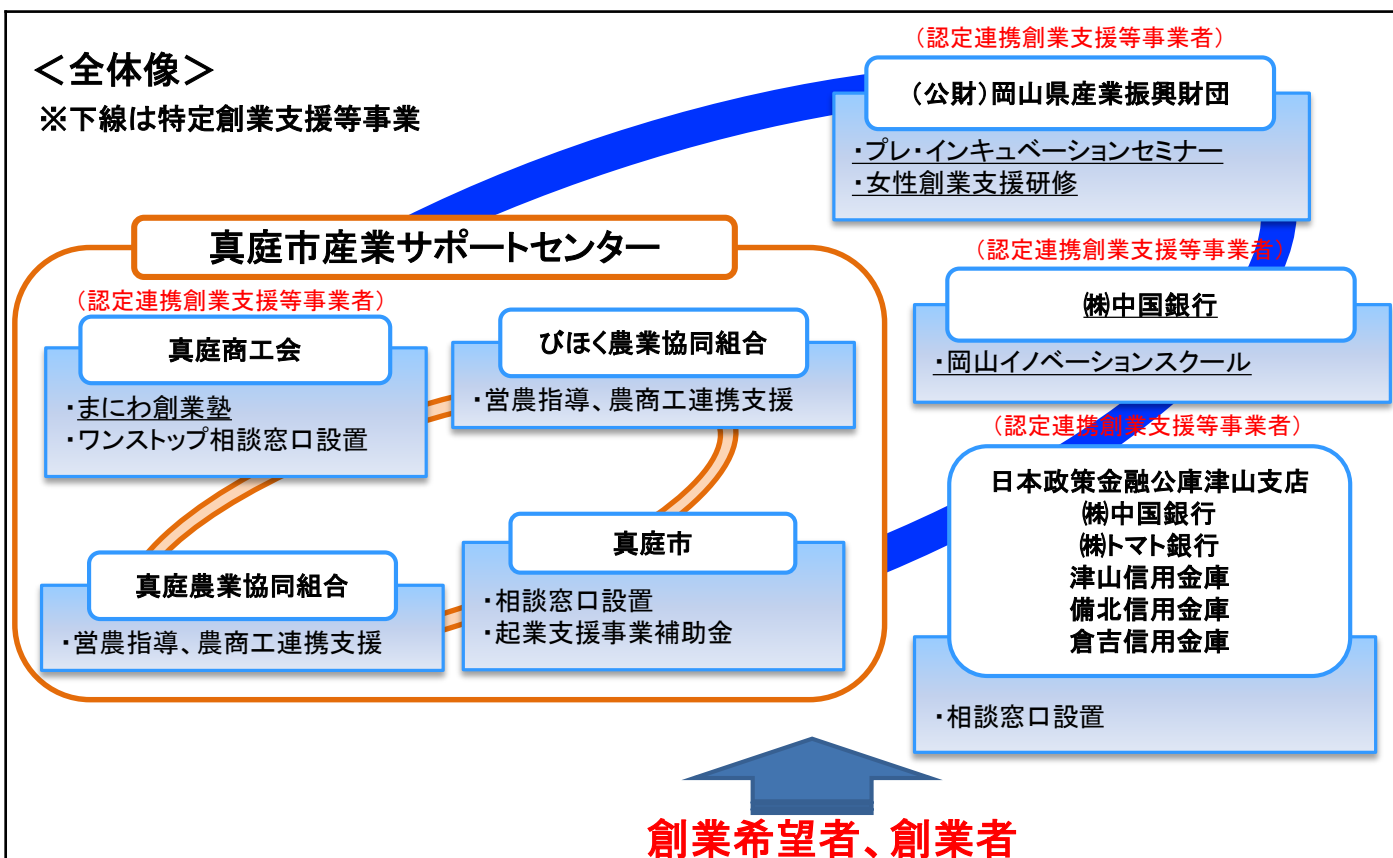 ＜全体像＞
※下線は特定創業支援等事業
（認定連携創業支援等事業者）
（公財）岡山県産業振興財団
・プレ・インキュベーションセミナー
・女性創業支援研修
真庭市産業サポートセンター
（認定連携創業支援等事業者）
真庭商工会
・まにわ創業塾
・ワンストップ相談窓口設置
びほく農業協同組合
・営農指導、農商工連携支援
真庭農業協同組合
・営農指導、農商工連携支援
真庭市
・相談窓口設置
・起業支援事業補助金
（認定連携創業支援等事業者）
㈱中国銀行
・岡山イノベーションスクール
（認定連携創業支援等事業者）
日本政策金融公庫津山支店
㈱中国銀行
㈱トマト銀行
津山信用金庫
備北信用金庫
倉吉信用金庫
・相談窓口設置
創業希望者、創業者